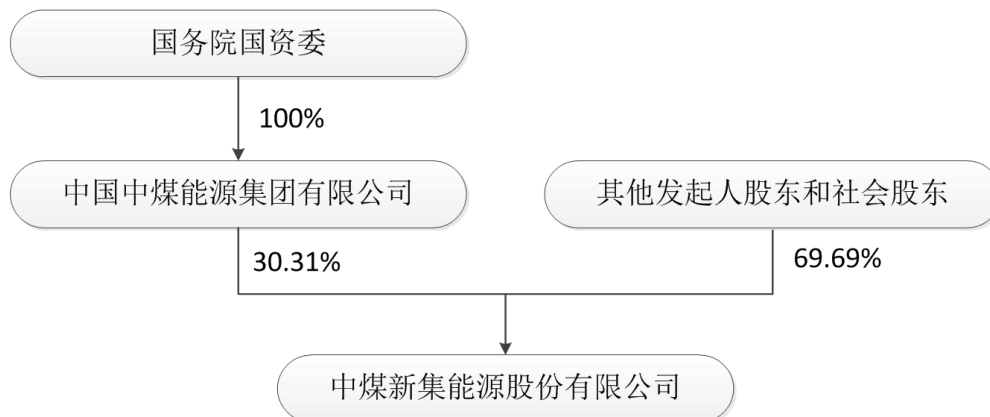 国务院国资委
100%
中国中煤能源集团有限公司
其他发起人股东和社会股东
30.31%
69.69%
中煤新集能源股份有限公司